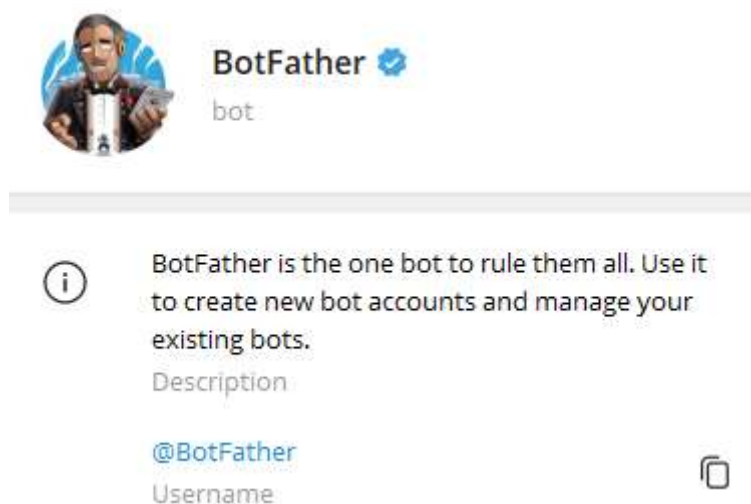 BotFather
bot
BotFather is the one bot to rule them all. Use it
to create new bot accounts and manage your
existing bots.
Description
@BotFather
Username